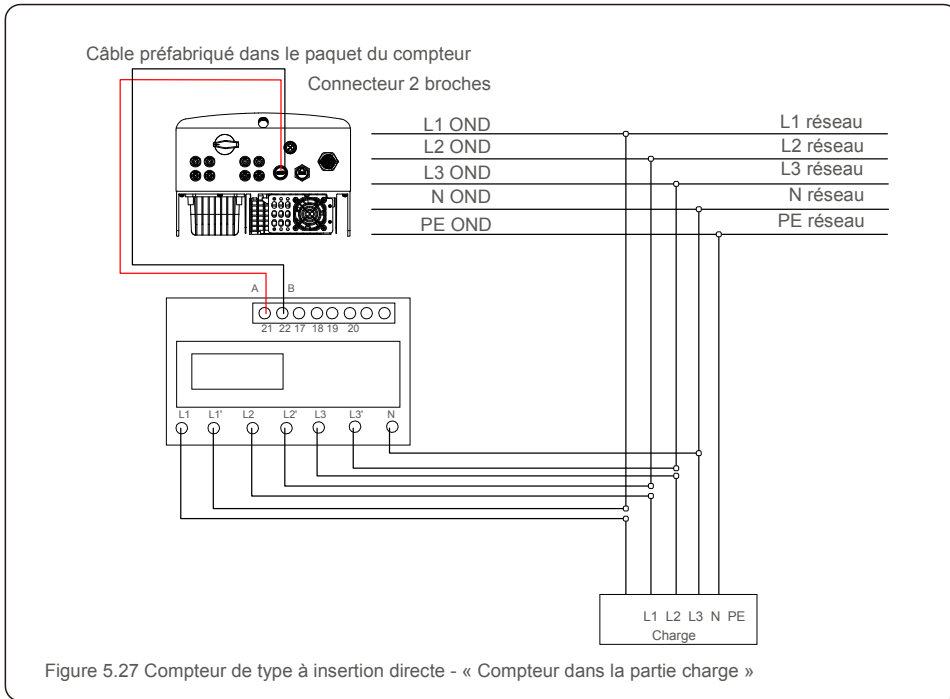 Câble préfabriqué dans le paquet du compteur
Connecteur 2 broches
L1 OND L1 réseau
L2 OND L2 réseau
L3 OND L3 réseau
N OND N réseau
PE OND PE réseau
A B
21 22 17 18 19 20
L1 L1' L2 L2' L3 L3' N
L1 L2 L3 N PE
Charge
Figure 5.27 Compteur de type à insertion directe - « Compteur dans la partie charge »